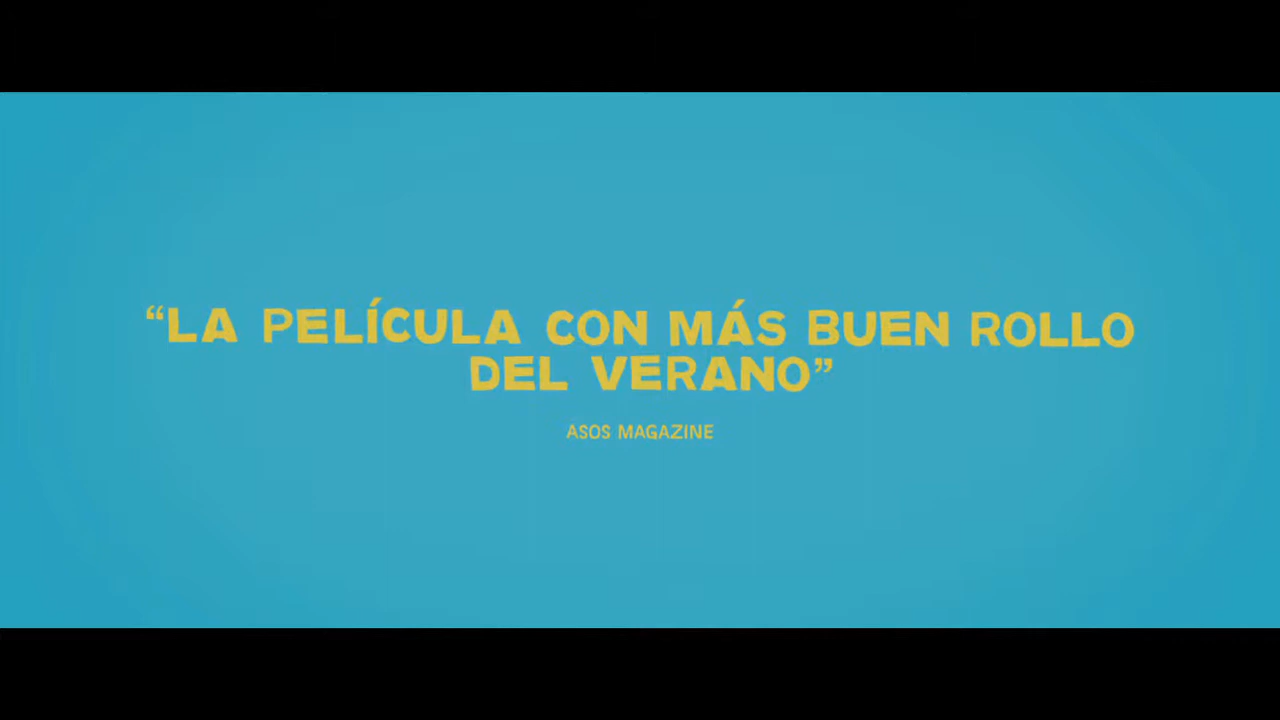 “LA PELÍCULA CON MÁS BUEN ROLLO
DEL VERANO”
ASOS MAGAZINE